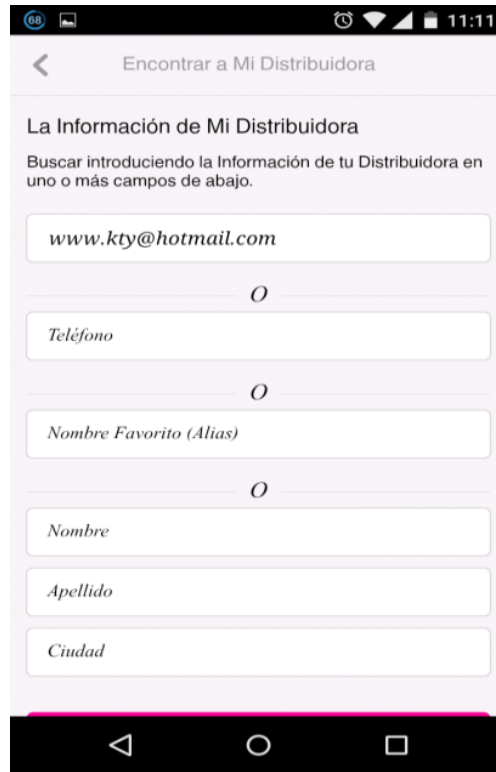 68
11:11
Encontrar a Mi Distribuidora
La Información de Mi Distribuidora
Buscar introduciendo la Información de tu Distribuidora en
uno o más campos de abajo.
www.kty@hotmail.com
O
Teléfono
O
Nombre Favorito (Alias)
O
Nombre
Apellido
Ciudad